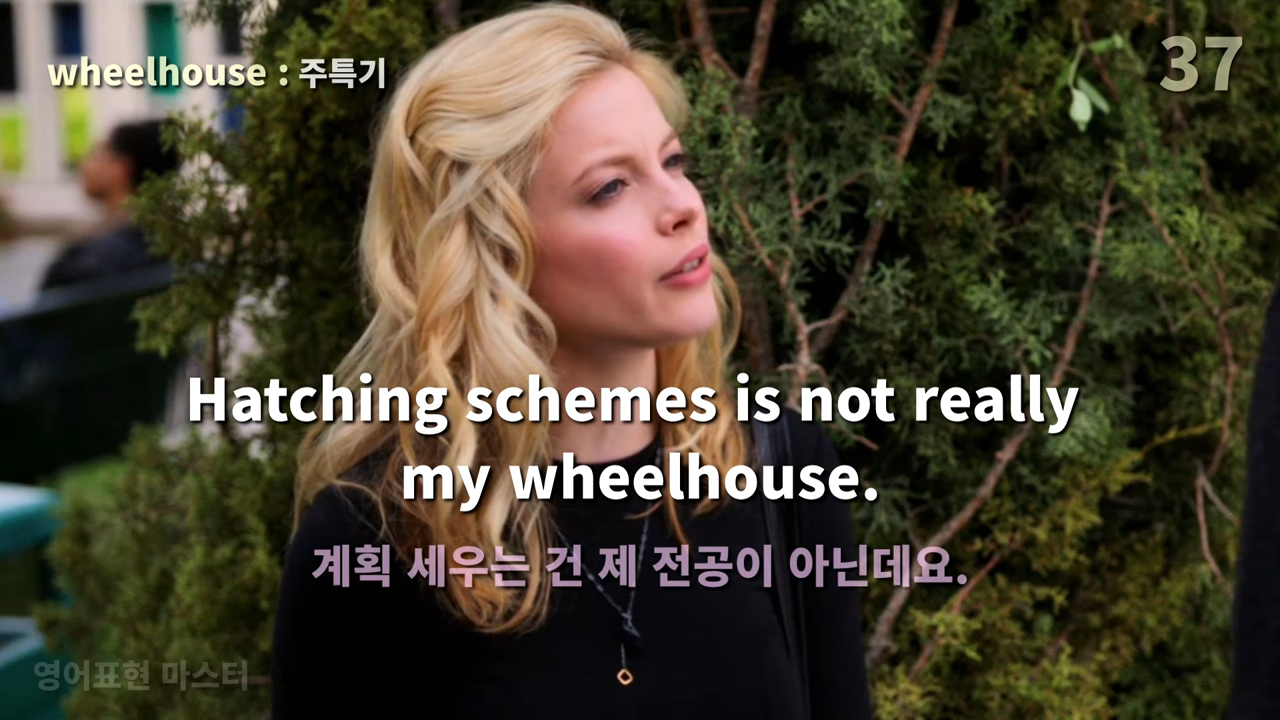 wheelhouse : 주특기
37
Hatching schemes is not really
my wheelhouse.
계획 세우는 건 제 전공이 아닌데요.
영어표현 마스터